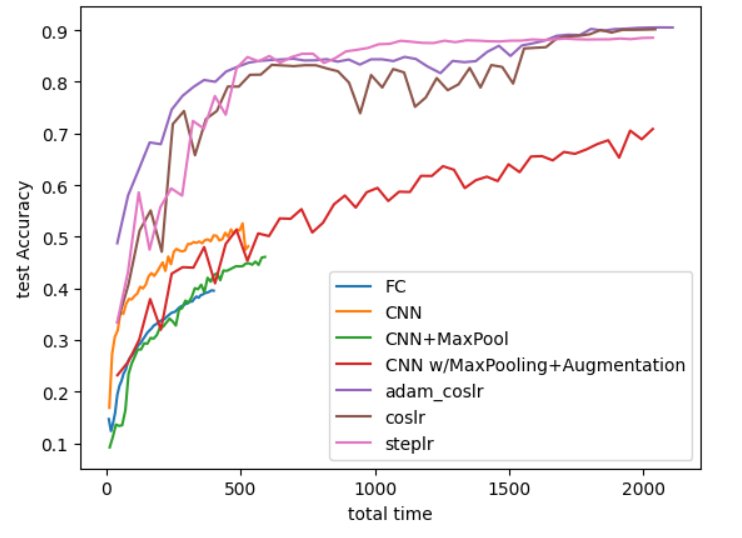 0.9
0.8
0.7
0.6
0.5
0.4
0.3
0.2
0.1
test Accuracy
FC
CNN
CNN+MaxPool
CNN w/MaxPooling+Augmentation
adam_coslr
coslr
steplr
0 500 1000 1500 2000
total time